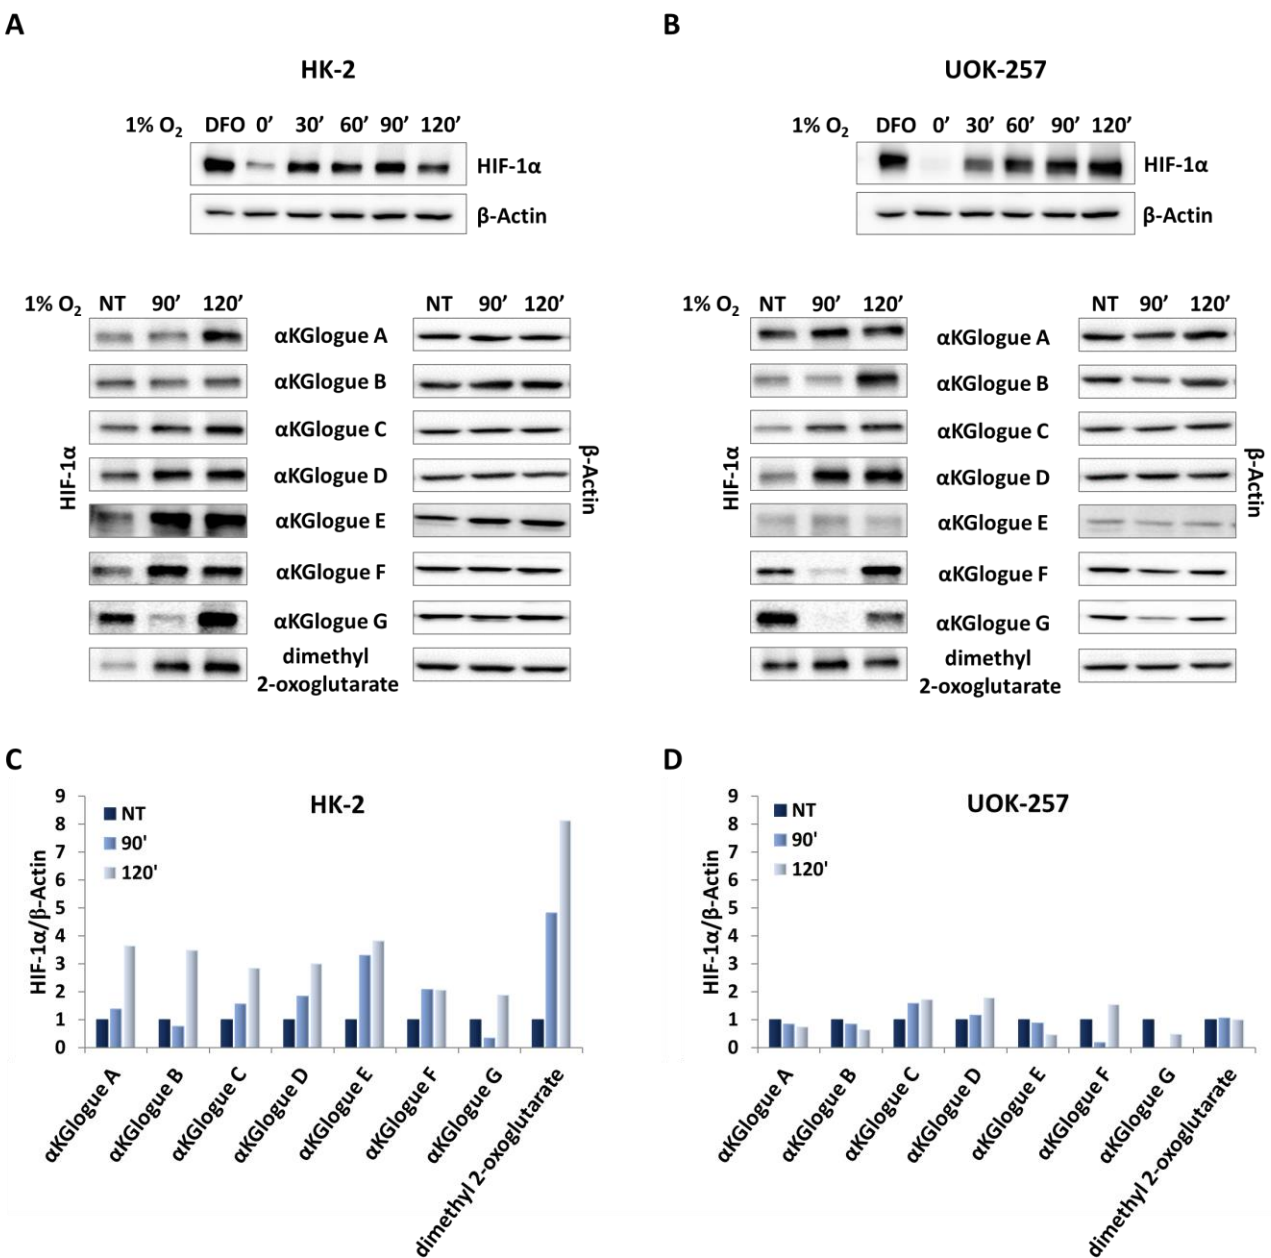 A
HK-2
1% O₂ DFO 0’ 30’ 60’ 90’ 120’
HIF-1α
β-Actin
1% O₂ NT 90’ 120’ NT 90’ 120’
HIF-1α
αKGlogue A
αKGlogue B
αKGlogue C
αKGlogue D
αKGlogue E
αKGlogue F
αKGlogue G
dimethyl
2-oxoglutarate
β-Actin
B
UOK-257
1% O₂ DFO 0’ 30’ 60’ 90’ 120’
HIF-1α
β-Actin
1% O₂ NT 90’ 120’ NT 90’ 120’
HIF-1α
αKGlogue A
αKGlogue B
αKGlogue C
αKGlogue D
αKGlogue E
αKGlogue F
αKGlogue G
dimethyl
2-oxoglutarate
β-Actin
C
HK-2
HIF-1α/β-Actin
9
8
7
6
5
4
3
2
1
0
NT
90'
120'
αKGlogue A
αKGlogue B
αKGlogue C
αKGlogue D
αKGlogue E
αKGlogue F
αKGlogue G
dimethyl 2-oxoglutarate
D
UOK-257
HIF-1α/β-Actin
9
8
7
6
5
4
3
2
1
0
NT
90'
120'
αKGlogue A
αKGlogue B
αKGlogue C
αKGlogue D
αKGlogue E
αKGlogue F
αKGlogue G
dimethyl 2-oxoglutarate